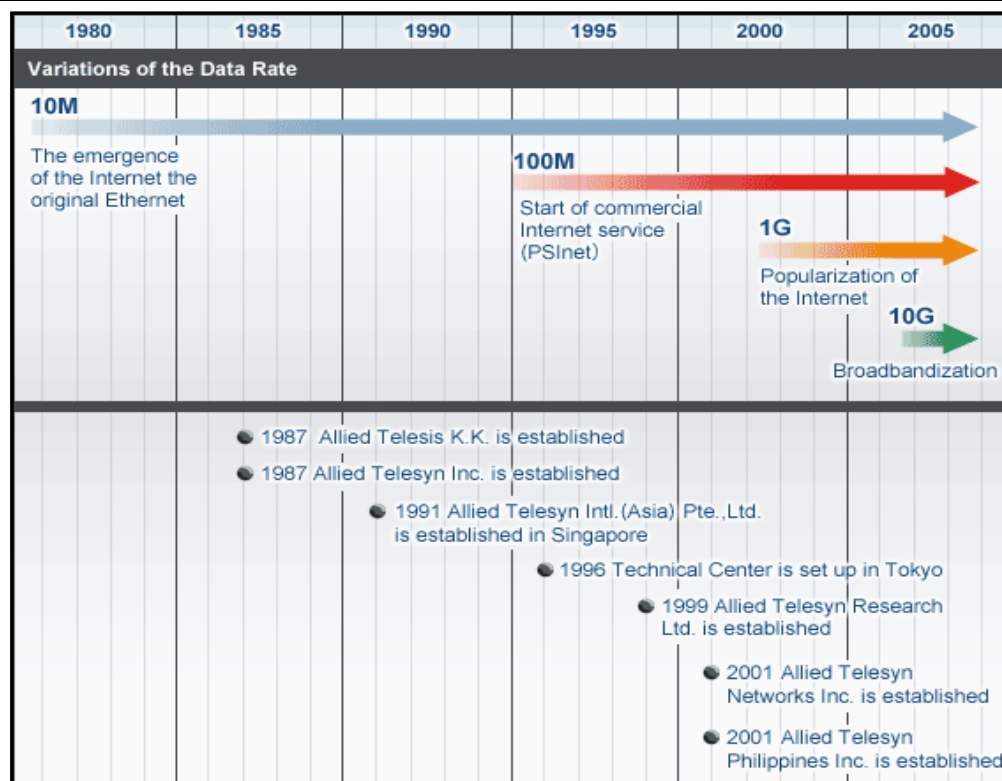 1980 1985 1990 1995 2000 2005
Variations of the Data Rate
10M
The emergence
of the Internet the
original Ethernet
100M
Start of commercial
Internet service
(PSInet)
1G
Popularization of
the Internet
10G
Broadbandization
1987 Allied Telesis K.K. is established
1987 Allied Telesyn Inc. is established
1991 Allied Telesyn Intl.(Asia) Pte.,Ltd.
is established in Singapore
1996 Technical Center is set up in Tokyo
1999 Allied Telesyn Research
Ltd. is established
2001 Allied Telesyn
Networks Inc. is established
2001 Allied Telesyn
Philippines Inc. is established